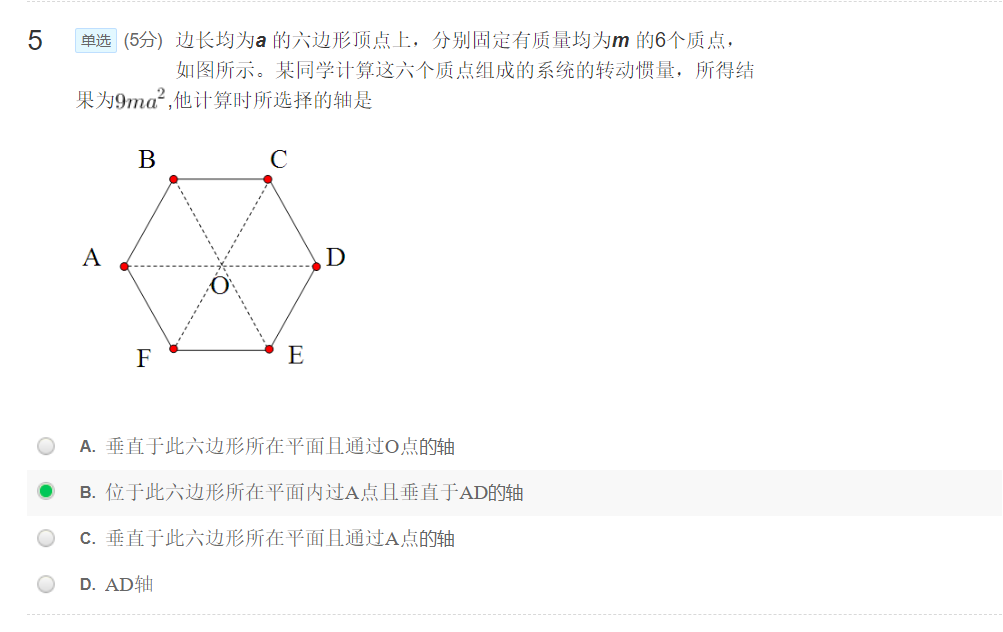 5 单选 (5分) 边长均为a 的六边形顶点上，分别固定有质量均为m 的6个质点，
如图所示。某同学计算这六个质点组成的系统的转动惯量，所得结
果为9ma²,他计算时所选择的轴是
B C
A D
O
F E
A. 垂直于此六边形所在平面且通过O点的轴
B. 位于此六边形所在平面内过A点且垂直于AD的轴
C. 垂直于此六边形所在平面且通过A点的轴
D. AD轴